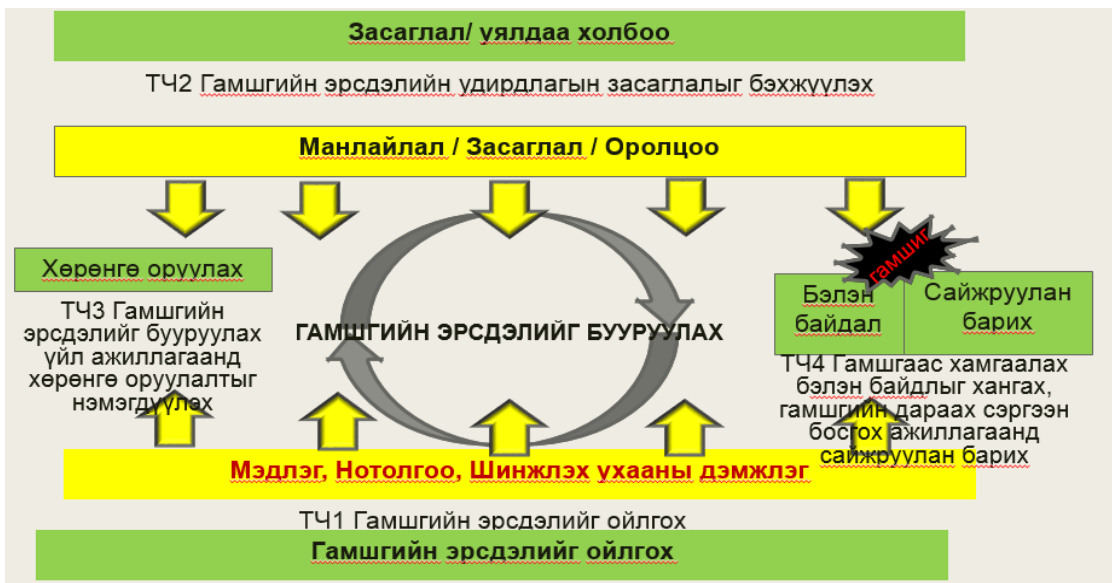 Засаглал/ уялдаа холбоо
ТЧ2 Гамшгийн эрсдэлийн удирдлагын засаглалыг бэхжүүлэх
Манлайлал / Засаглал / Оролцоо
Хөрөнгө оруулах
ТЧ3 Гамшгийн
эрсдэлийг бууруулах
үйл ажиллагаанд
хөрөнгө оруулалтыг
нэмэгдүүлэх
ГАМШГИЙН ЭРСДЭЛИЙГ БУУРУУЛАХ
гамшиг
Бэлэн
байдал
Сайжруулан
барих
ТЧ4 Гамшгаас хамгаалах
бэлэн байдлыг хангах,
гамшгийн дараах сэргээн
босгох ажиллагаанд
сайжруулан барих
Мэдлэг, Нотолгоо, Шинжлэх ухааны дэмжлэг
ТЧ1 Гамшгийн эрсдэлийг ойлгох
Гамшгийн эрсдэлийг ойлгох